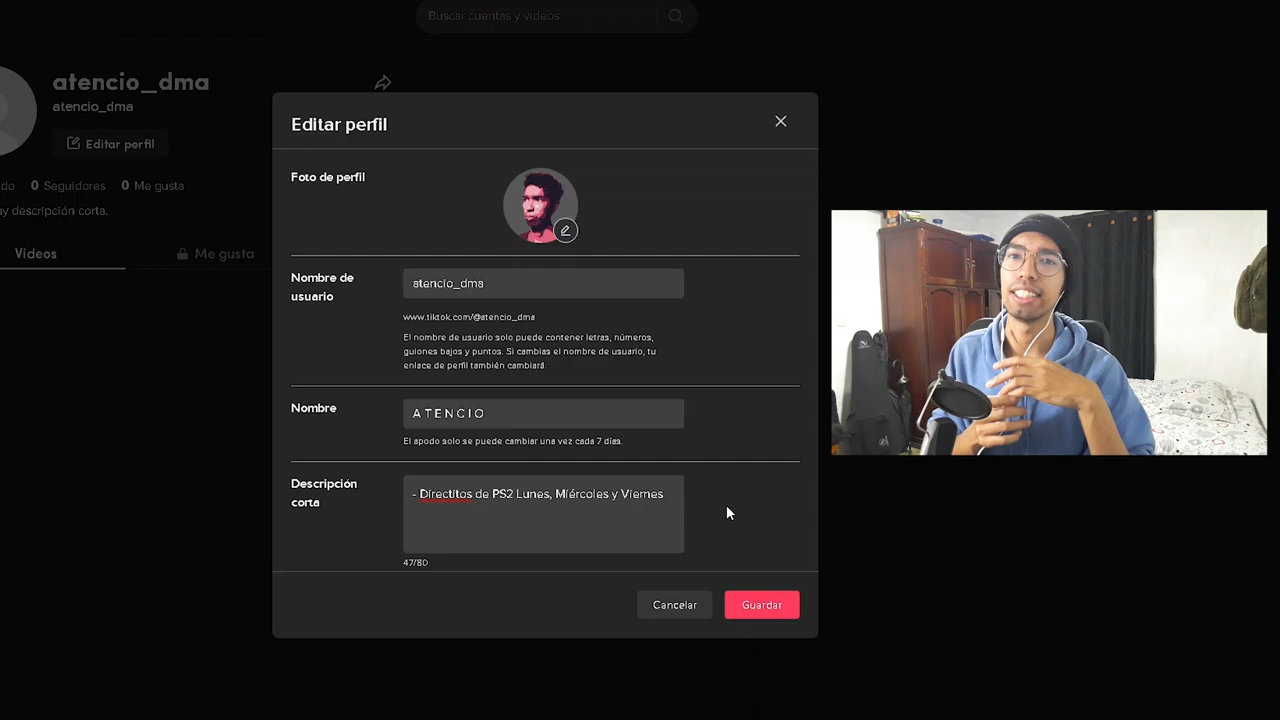 Buscar cuentas y videos
atencio_dma
atencio_dma
Editar perfil
do 0 Seguidores 0 Me gusta
ay descripción corta.
Videos
Me gusta
Editar perfil
Foto de perfil
Nombre de
usuario
atencio_dma
www.tiktok.com/@atencio_dma
El nombre de usuario solo puede contener letras, números,
guiones bajos y puntos. Si cambias el nombre de usuario, tu
enlace de perfil también cambiará.
Nombre
A T E N C I O
El apodo solo se puede cambiar una vez cada 7 días.
Descripción
corta
- Directitos de PS2 Lunes, Miércoles y Viernes
47/80
Cancelar
Guardar